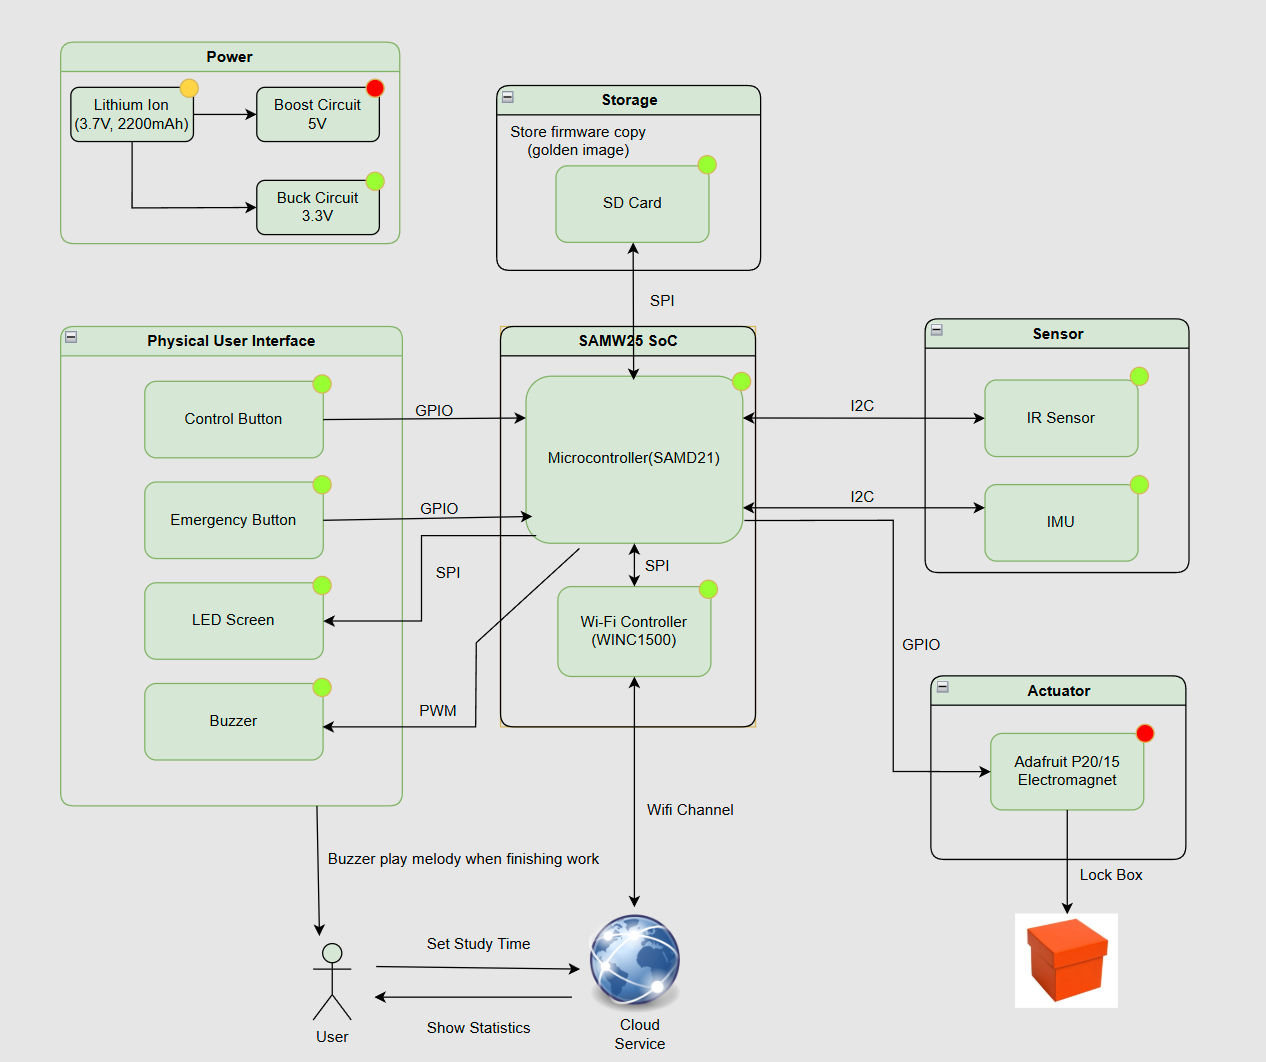 Power
Lithium Ion
(3.7V, 2200mAh)
Boost Circuit
5V
Buck Circuit
3.3V
Storage
Store firmware copy
(golden image)
SD Card
SPI
Physical User Interface
Control Button
Emergency Button
LED Screen
Buzzer
GPIO
GPIO
SPI
PWM
SAMW25 SoC
Microcontroller(SAMD21)
SPI
Wi-Fi Controller
(WINC1500)
I2C
I2C
Sensor
IR Sensor
IMU
GPIO
Actuator
Adafruit P20/15
Electromagnet
Lock Box
Wifi Channel
Buzzer play melody when finishing work
Set Study Time
Show Statistics
User
Cloud
Service